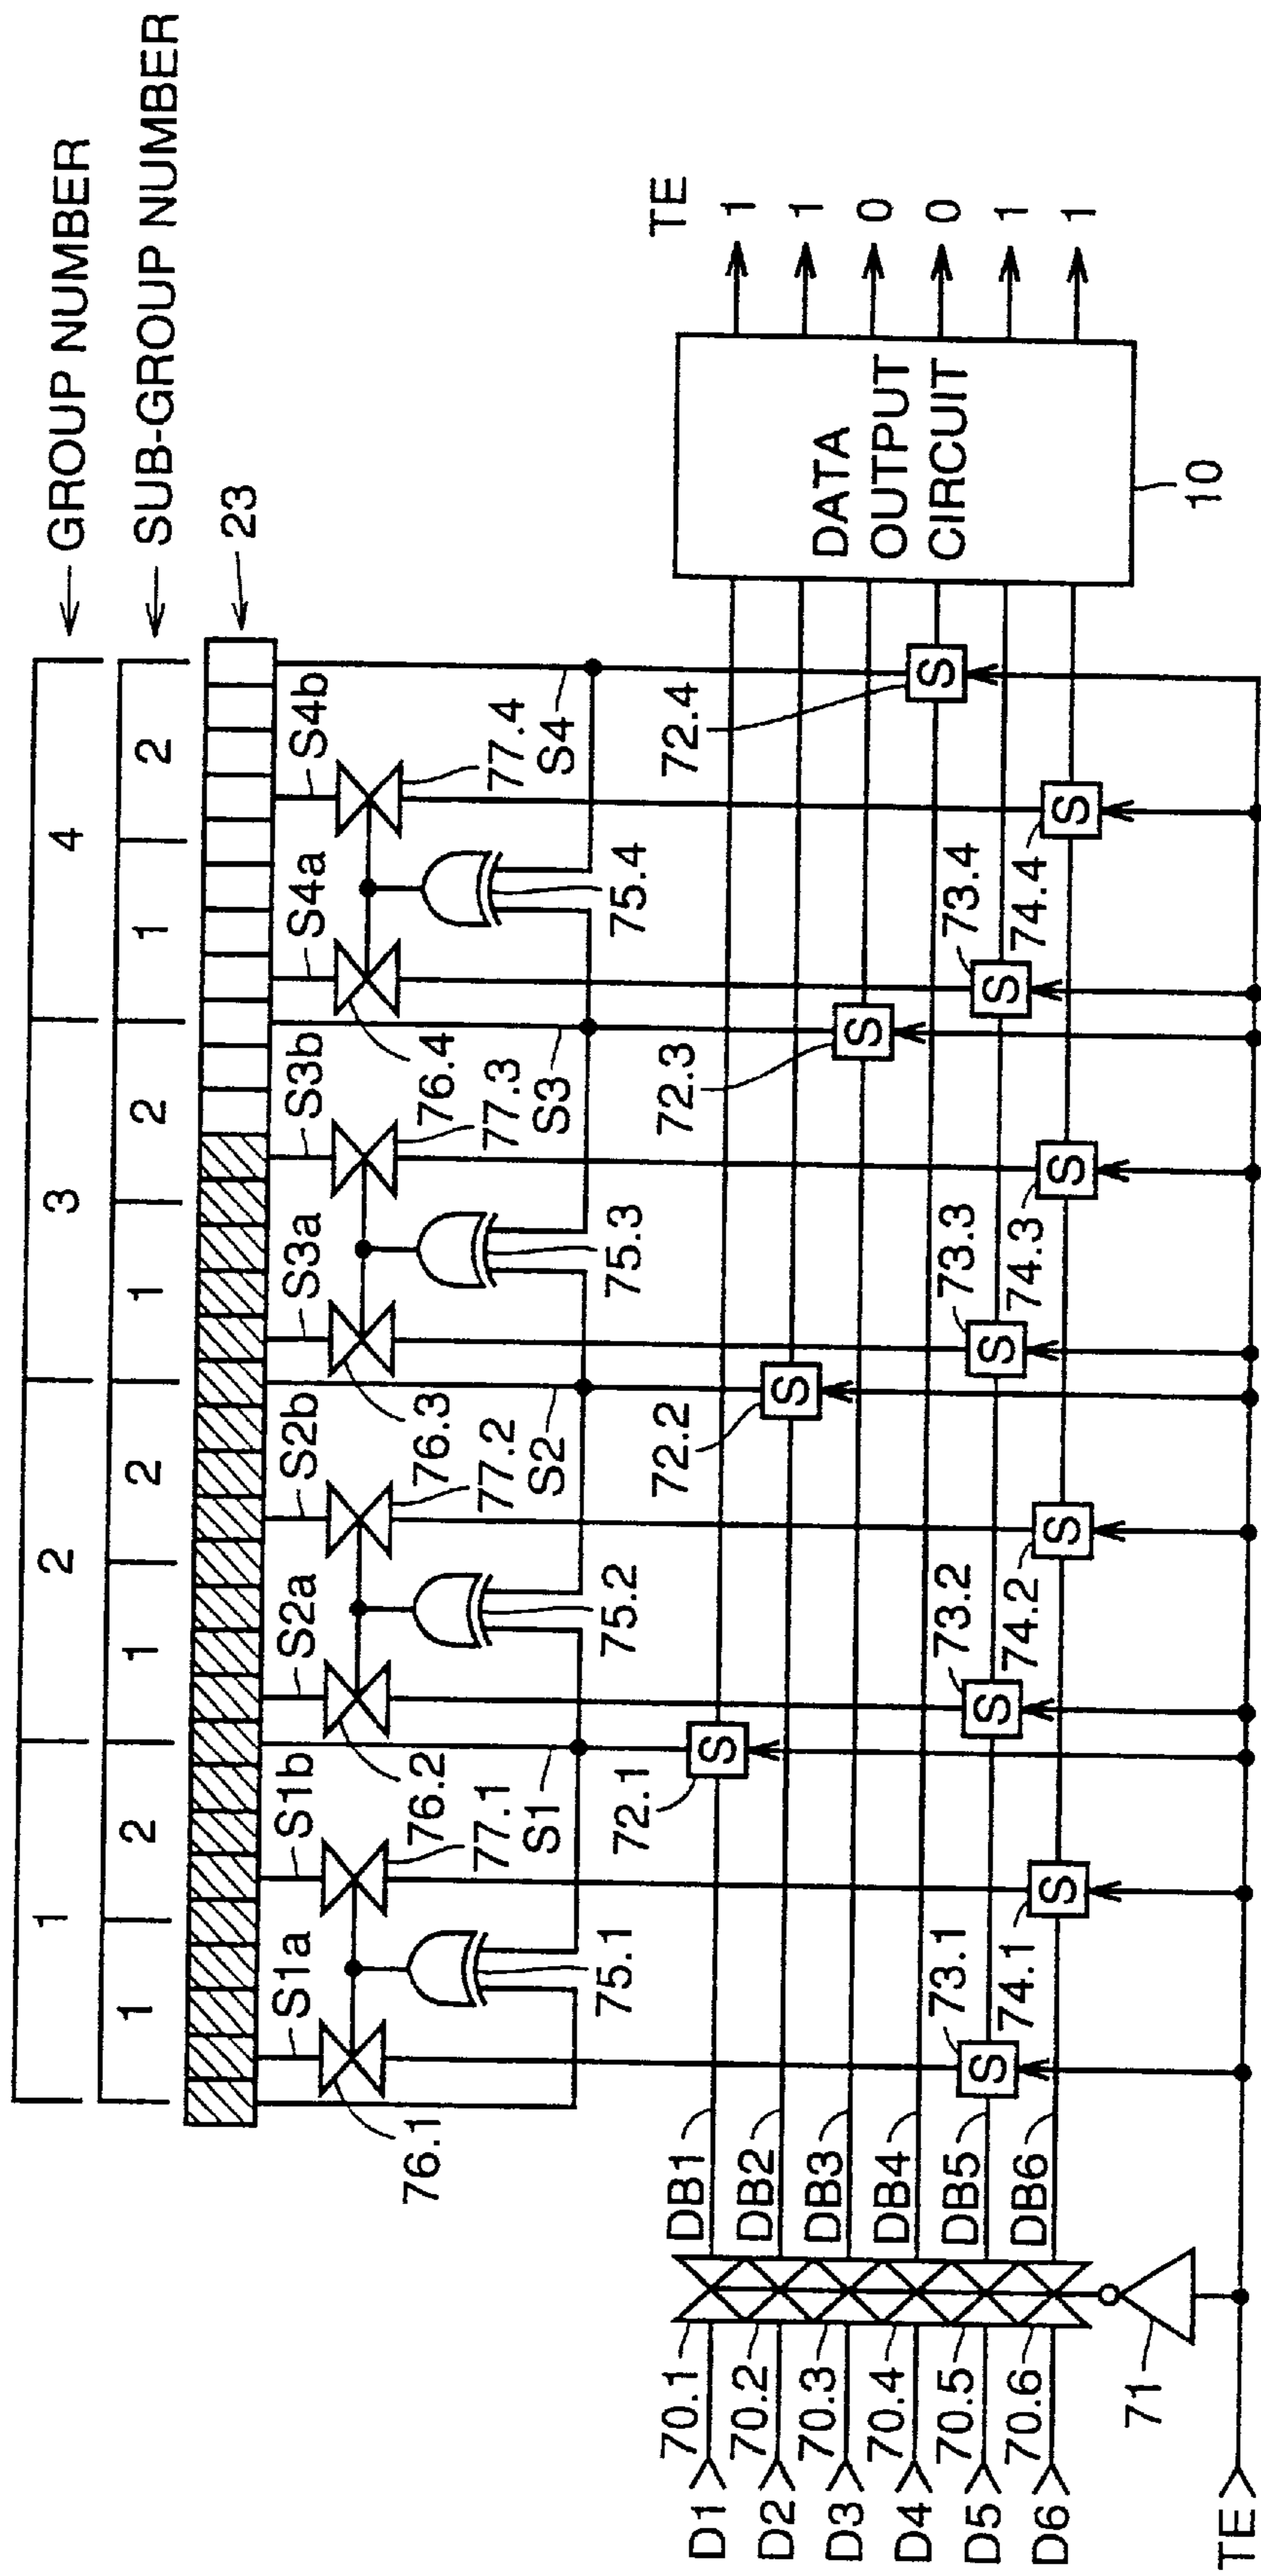 GROUP NUMBER
1 2 3 4
SUB-GROUP NUMBER
1 2 1 2 1 2 1 2
23
S1a S1b S2a S2b S3a S3b S4a S4b
76.1 76.2 77.1 76.3 77.2 76.4 77.3 77.4
S1 S2 S3 S4
75.1 75.2 75.3 75.4
TE
D1 70.1 DB1 72.1 S 1
D2 70.2 DB2 72.2 S 1
D3 70.3 DB3 72.3 S 0
D4 70.4 DB4 72.4 S 0
D5 70.5 DB5 73.1 S 73.2 S 73.3 S 73.4 S 1
D6 70.6 DB6 74.1 S 74.2 S 74.3 S 74.4 S 1
DATA
OUTPUT
CIRCUIT
10
71
TE